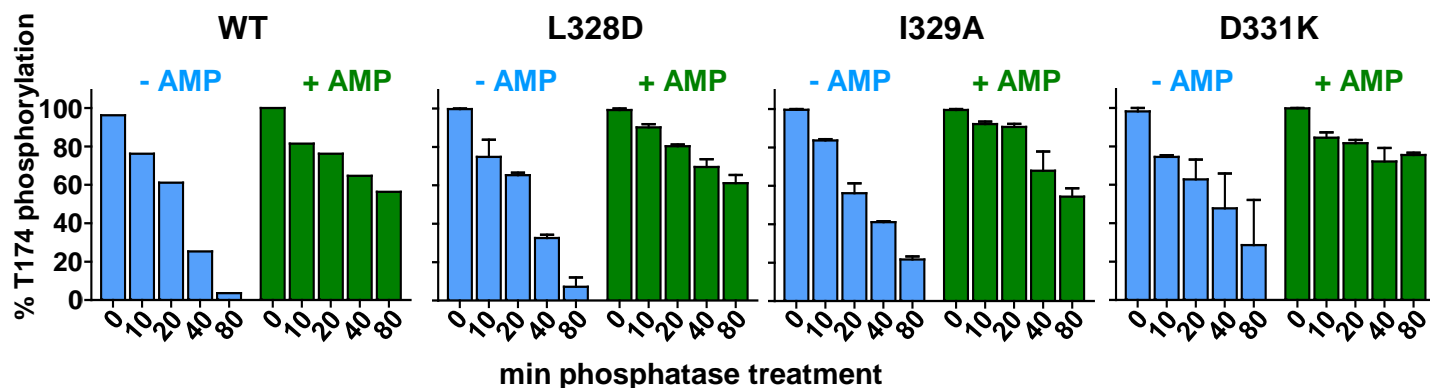 WT L328D I329A D331K
- AMP + AMP - AMP + AMP - AMP + AMP - AMP + AMP
% T174 phosphorylation
100
80
60
40
20
0
0 10 20 40 80 0 10 20 40 80 0 10 20 40 80 0 10 20 40 80 0 10 20 40 80 0 10 20 40 80 0 10 20 40 80 0 10 20 40 80
min phosphatase treatment